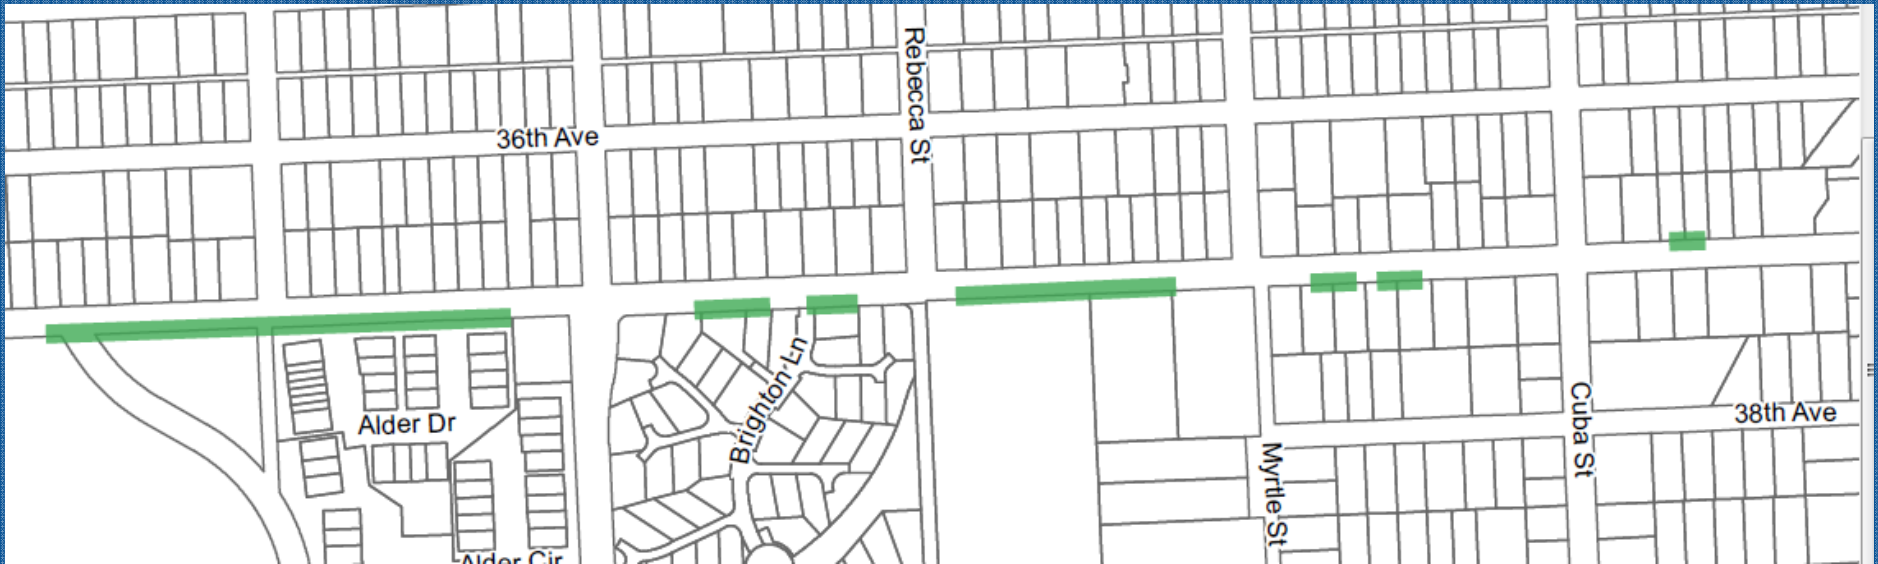 Rebecca St
36th Ave
Brighton Ln
Alder Dr
Cuba St
38th Ave
Myrtle St
Alder Cir